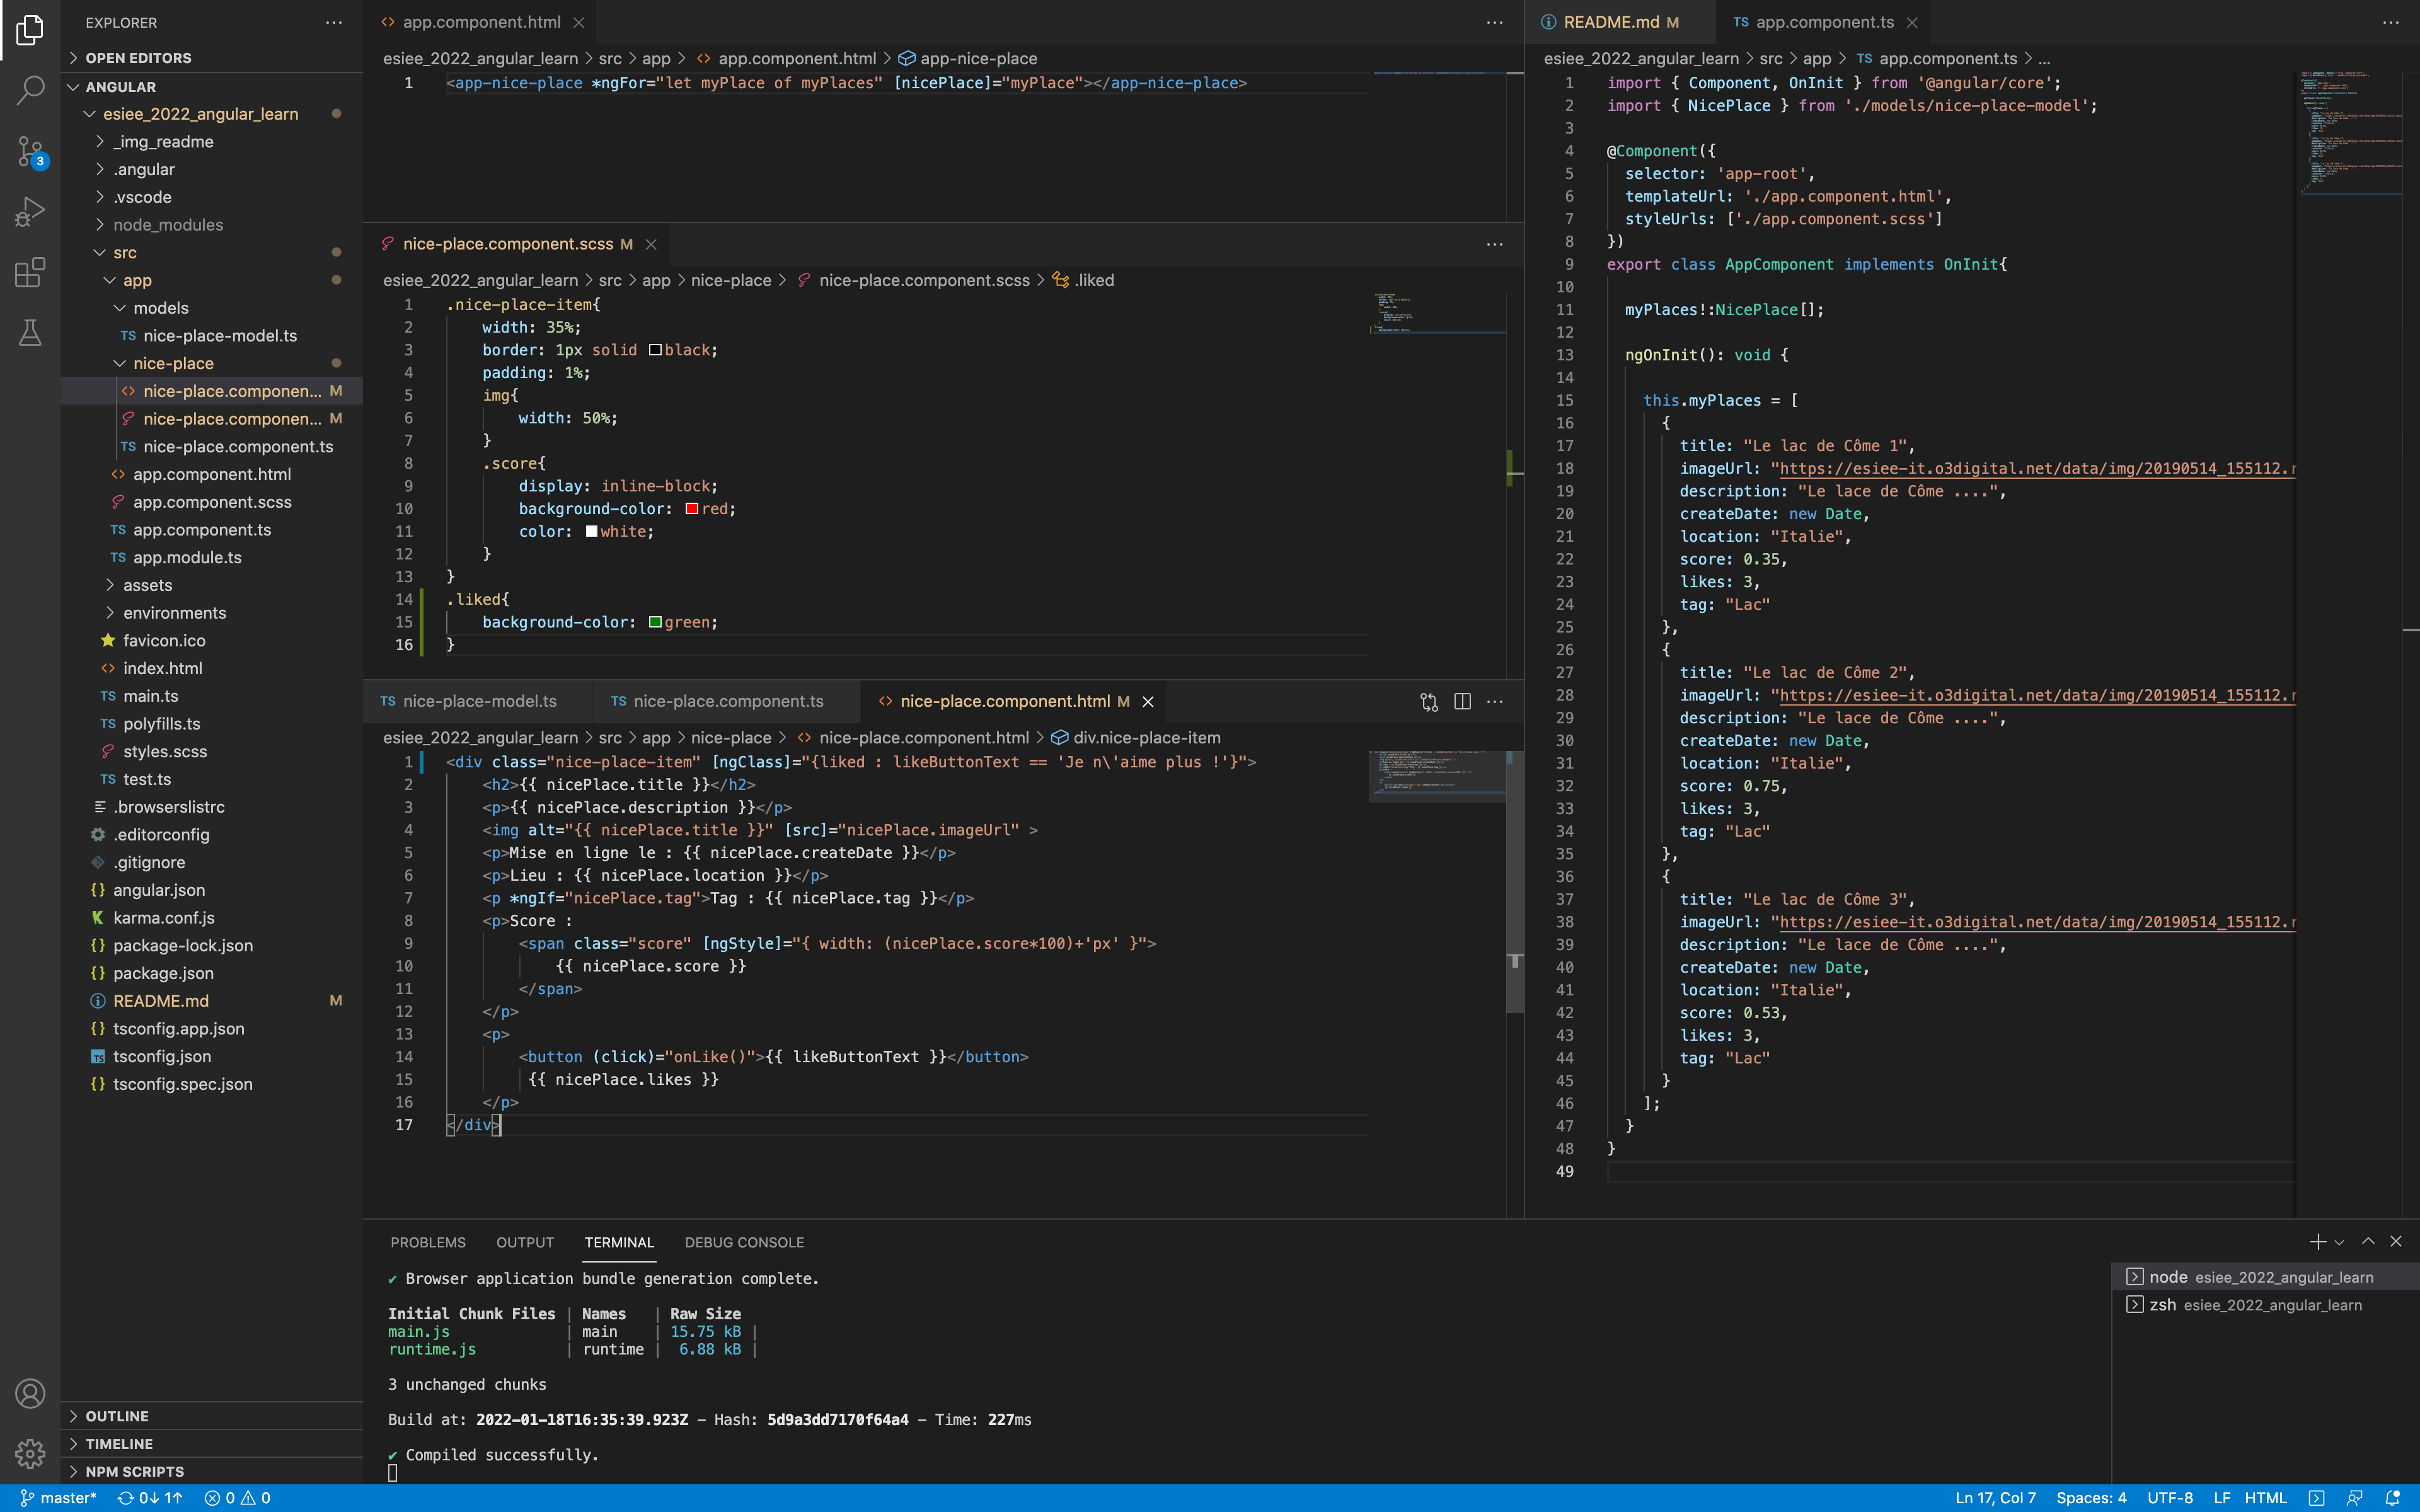 EXPLORER
OPEN EDITORS
ANGULAR
esiee_2022_angular_learn
_img_readme
.angular
.vscode
node_modules
src
app
models
TS nice-place-model.ts
nice-place
nice-place.componen... M
nice-place.componen... M
TS nice-place.component.ts
app.component.html
app.component.scss
TS app.component.ts
TS app.module.ts
assets
environments
favicon.ico
index.html
TS main.ts
TS polyfills.ts
styles.scss
TS test.ts
.browserslistrc
.editorconfig
.gitignore
{} angular.json
karma.conf.js
{} package-lock.json
{} package.json
README.md M
{} tsconfig.app.json
TS tsconfig.json
{} tsconfig.spec.json
OUTLINE
TIMELINE
NPM SCRIPTS
3
app.component.html
esiee_2022_angular_learn > src > app > app.component.html > app-nice-place
1 <app-nice-place *ngFor="let myPlace of myPlaces" [nicePlace]="myPlace"></app-nice-place>
nice-place.component.scss M
esiee_2022_angular_learn > src > app > nice-place > nice-place.component.scss > .liked
1 .nice-place-item{
2 width: 35%;
3 border: 1px solid black;
4 padding: 1%;
5 img{
6 width: 50%;
7 }
8 .score{
9 display: inline-block;
10 background-color: red;
11 color: white;
12 }
13 }
14 .liked{
15 background-color: green;
16 }
TS nice-place-model.ts TS nice-place.component.ts nice-place.component.html M
esiee_2022_angular_learn > src > app > nice-place > nice-place.component.html > div.nice-place-item
1 <div class="nice-place-item" [ngClass]="{liked : likeButtonText == 'Je n\'aime plus !'}">
2 <h2>{{ nicePlace.title }}</h2>
3 <p>{{ nicePlace.description }}</p>
4 <img alt="{{ nicePlace.title }}" [src]="nicePlace.imageUrl" >
5 <p>Mise en ligne le : {{ nicePlace.createDate }}</p>
6 <p>Lieu : {{ nicePlace.location }}</p>
7 <p *ngIf="nicePlace.tag">Tag : {{ nicePlace.tag }}</p>
8 <p>Score :
9 <span class="score" [ngStyle]="{ width: (nicePlace.score*100)+'px' }">
10 {{ nicePlace.score }}
11 </span>
12 </p>
13 <p>
14 <button (click)="onLike()">{{ likeButtonText }}</button>
15 {{ nicePlace.likes }}
16 </p>
17 </div>
README.md M TS app.component.ts
esiee_2022_angular_learn > src > app > TS app.component.ts > ...
1 import { Component, OnInit } from '@angular/core';
2 import { NicePlace } from './models/nice-place-model';
3
4 @Component({
5 selector: 'app-root',
6 templateUrl: './app.component.html',
7 styleUrls: ['./app.component.scss']
8 })
9 export class AppComponent implements OnInit{
10
11 myPlaces!:NicePlace[];
12
13 ngOnInit(): void {
14
15 this.myPlaces = [
16 {
17 title: "Le lac de Côme 1",
18 imageUrl: "https://esiee-it.o3digital.net/data/img/20190514_155112.r
19 description: "Le lace de Côme ....",
20 createDate: new Date,
21 location: "Italie",
22 score: 0.35,
23 likes: 3,
24 tag: "Lac"
25 },
26 {
27 title: "Le lac de Côme 2",
28 imageUrl: "https://esiee-it.o3digital.net/data/img/20190514_155112.r
29 description: "Le lace de Côme ....",
30 createDate: new Date,
31 location: "Italie",
32 score: 0.75,
33 likes: 3,
34 tag: "Lac"
35 },
36 {
37 title: "Le lac de Côme 3",
38 imageUrl: "https://esiee-it.o3digital.net/data/img/20190514_155112.r
39 description: "Le lace de Côme ....",
40 createDate: new Date,
41 location: "Italie",
42 score: 0.53,
43 likes: 3,
44 tag: "Lac"
45 }
46 ];
47 }
48 }
49
PROBLEMS OUTPUT TERMINAL DEBUG CONSOLE
✔ Browser application bundle generation complete.
Initial Chunk Files | Names | Raw Size
main.js | main | 15.75 kB |
runtime.js | runtime | 6.88 kB |
3 unchanged chunks
Build at: 2022-01-18T16:35:39.923Z - Hash: 5d9a3dd7170f64a4 - Time: 227ms
✔ Compiled successfully.
node esiee_2022_angular_learn
zsh esiee_2022_angular_learn
master* 0↓ 1↑ 0 0 Ln 17, Col 7 Spaces: 4 UTF-8 LF HTML